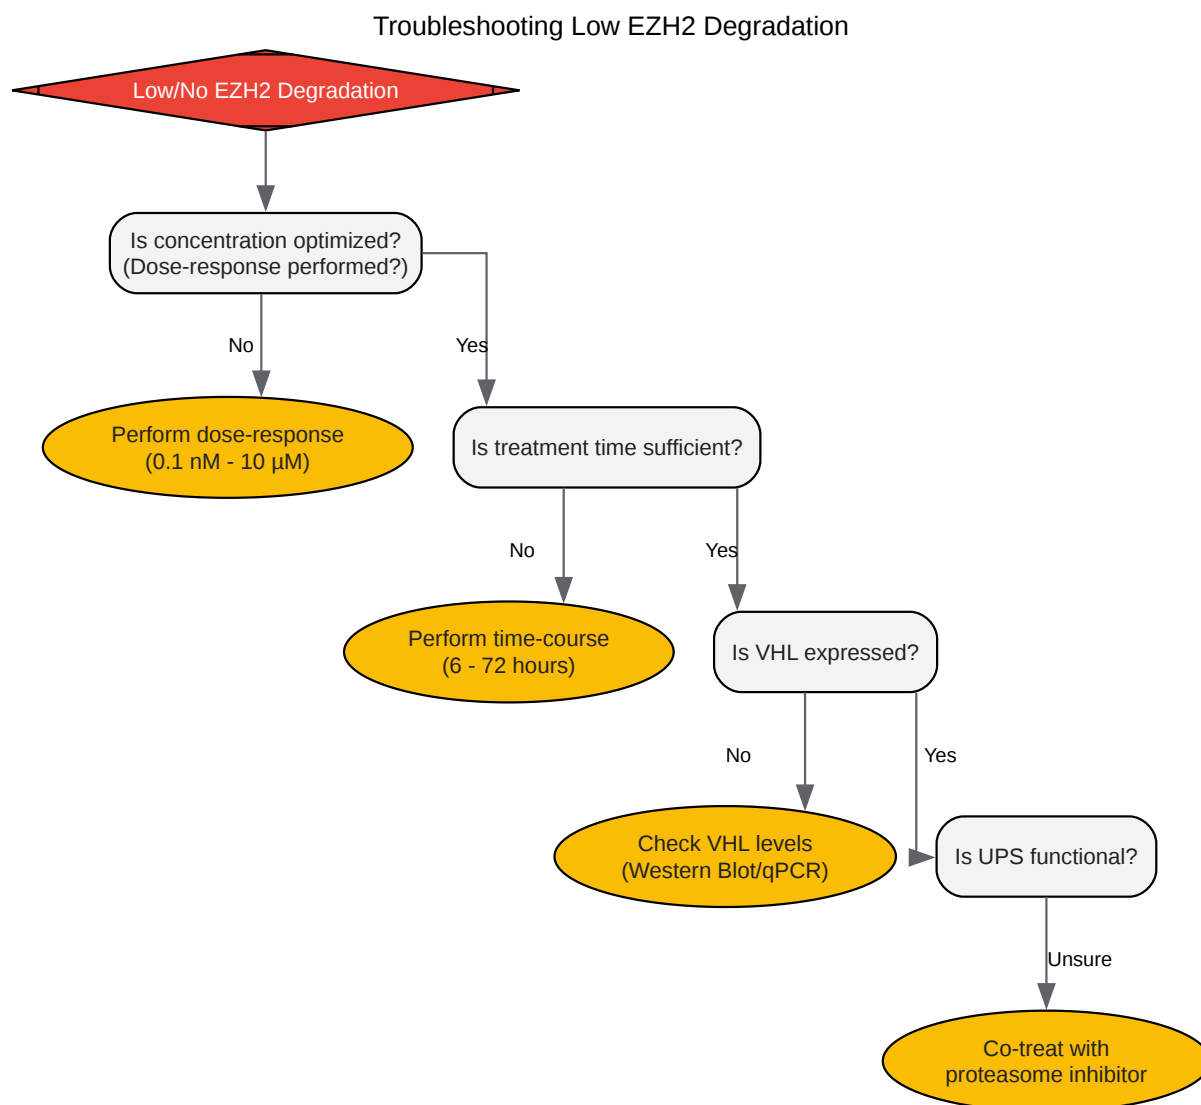 Troubleshooting Low EZH2 Degradation
Low/No EZH2 Degradation
Is concentration optimized?
(Dose-response performed?)
No
Yes
Perform dose-response
(0.1 nM - 10 µM)
Is treatment time sufficient?
No
Yes
Perform time-course
(6 - 72 hours)
Is VHL expressed?
No
Yes
Check VHL levels
(Western Blot/qPCR)
Is UPS functional?
Unsure
Co-treat with
proteasome inhibitor